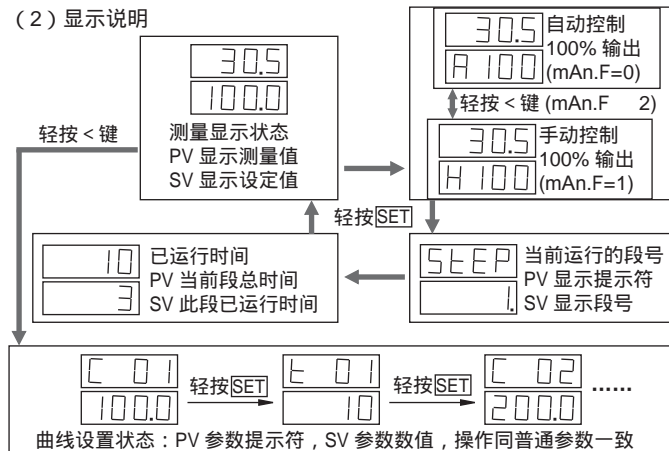 （2）显示说明
30.5
100.0
测量显示状态
PV 显示测量值
SV 显示设定值
30.5 自动控制
A 100 100% 输出
(mAn.F=0)
轻按 < 键 (mAn.F 2)
30.5 手动控制
H100 100% 输出
(mAn.F=1)
轻按 < 键
轻按SET
10 已运行时间
PV 当前段总时间
3 SV 此段已运行时间
StEP 当前运行的段号
PV 显示提示符
1. SV 显示段号
C 01
100.0
轻按SET
t 01
10
轻按SET
C 02
200.0
......
曲线设置状态：PV 参数提示符，SV 参数数值，操作同普通参数一致